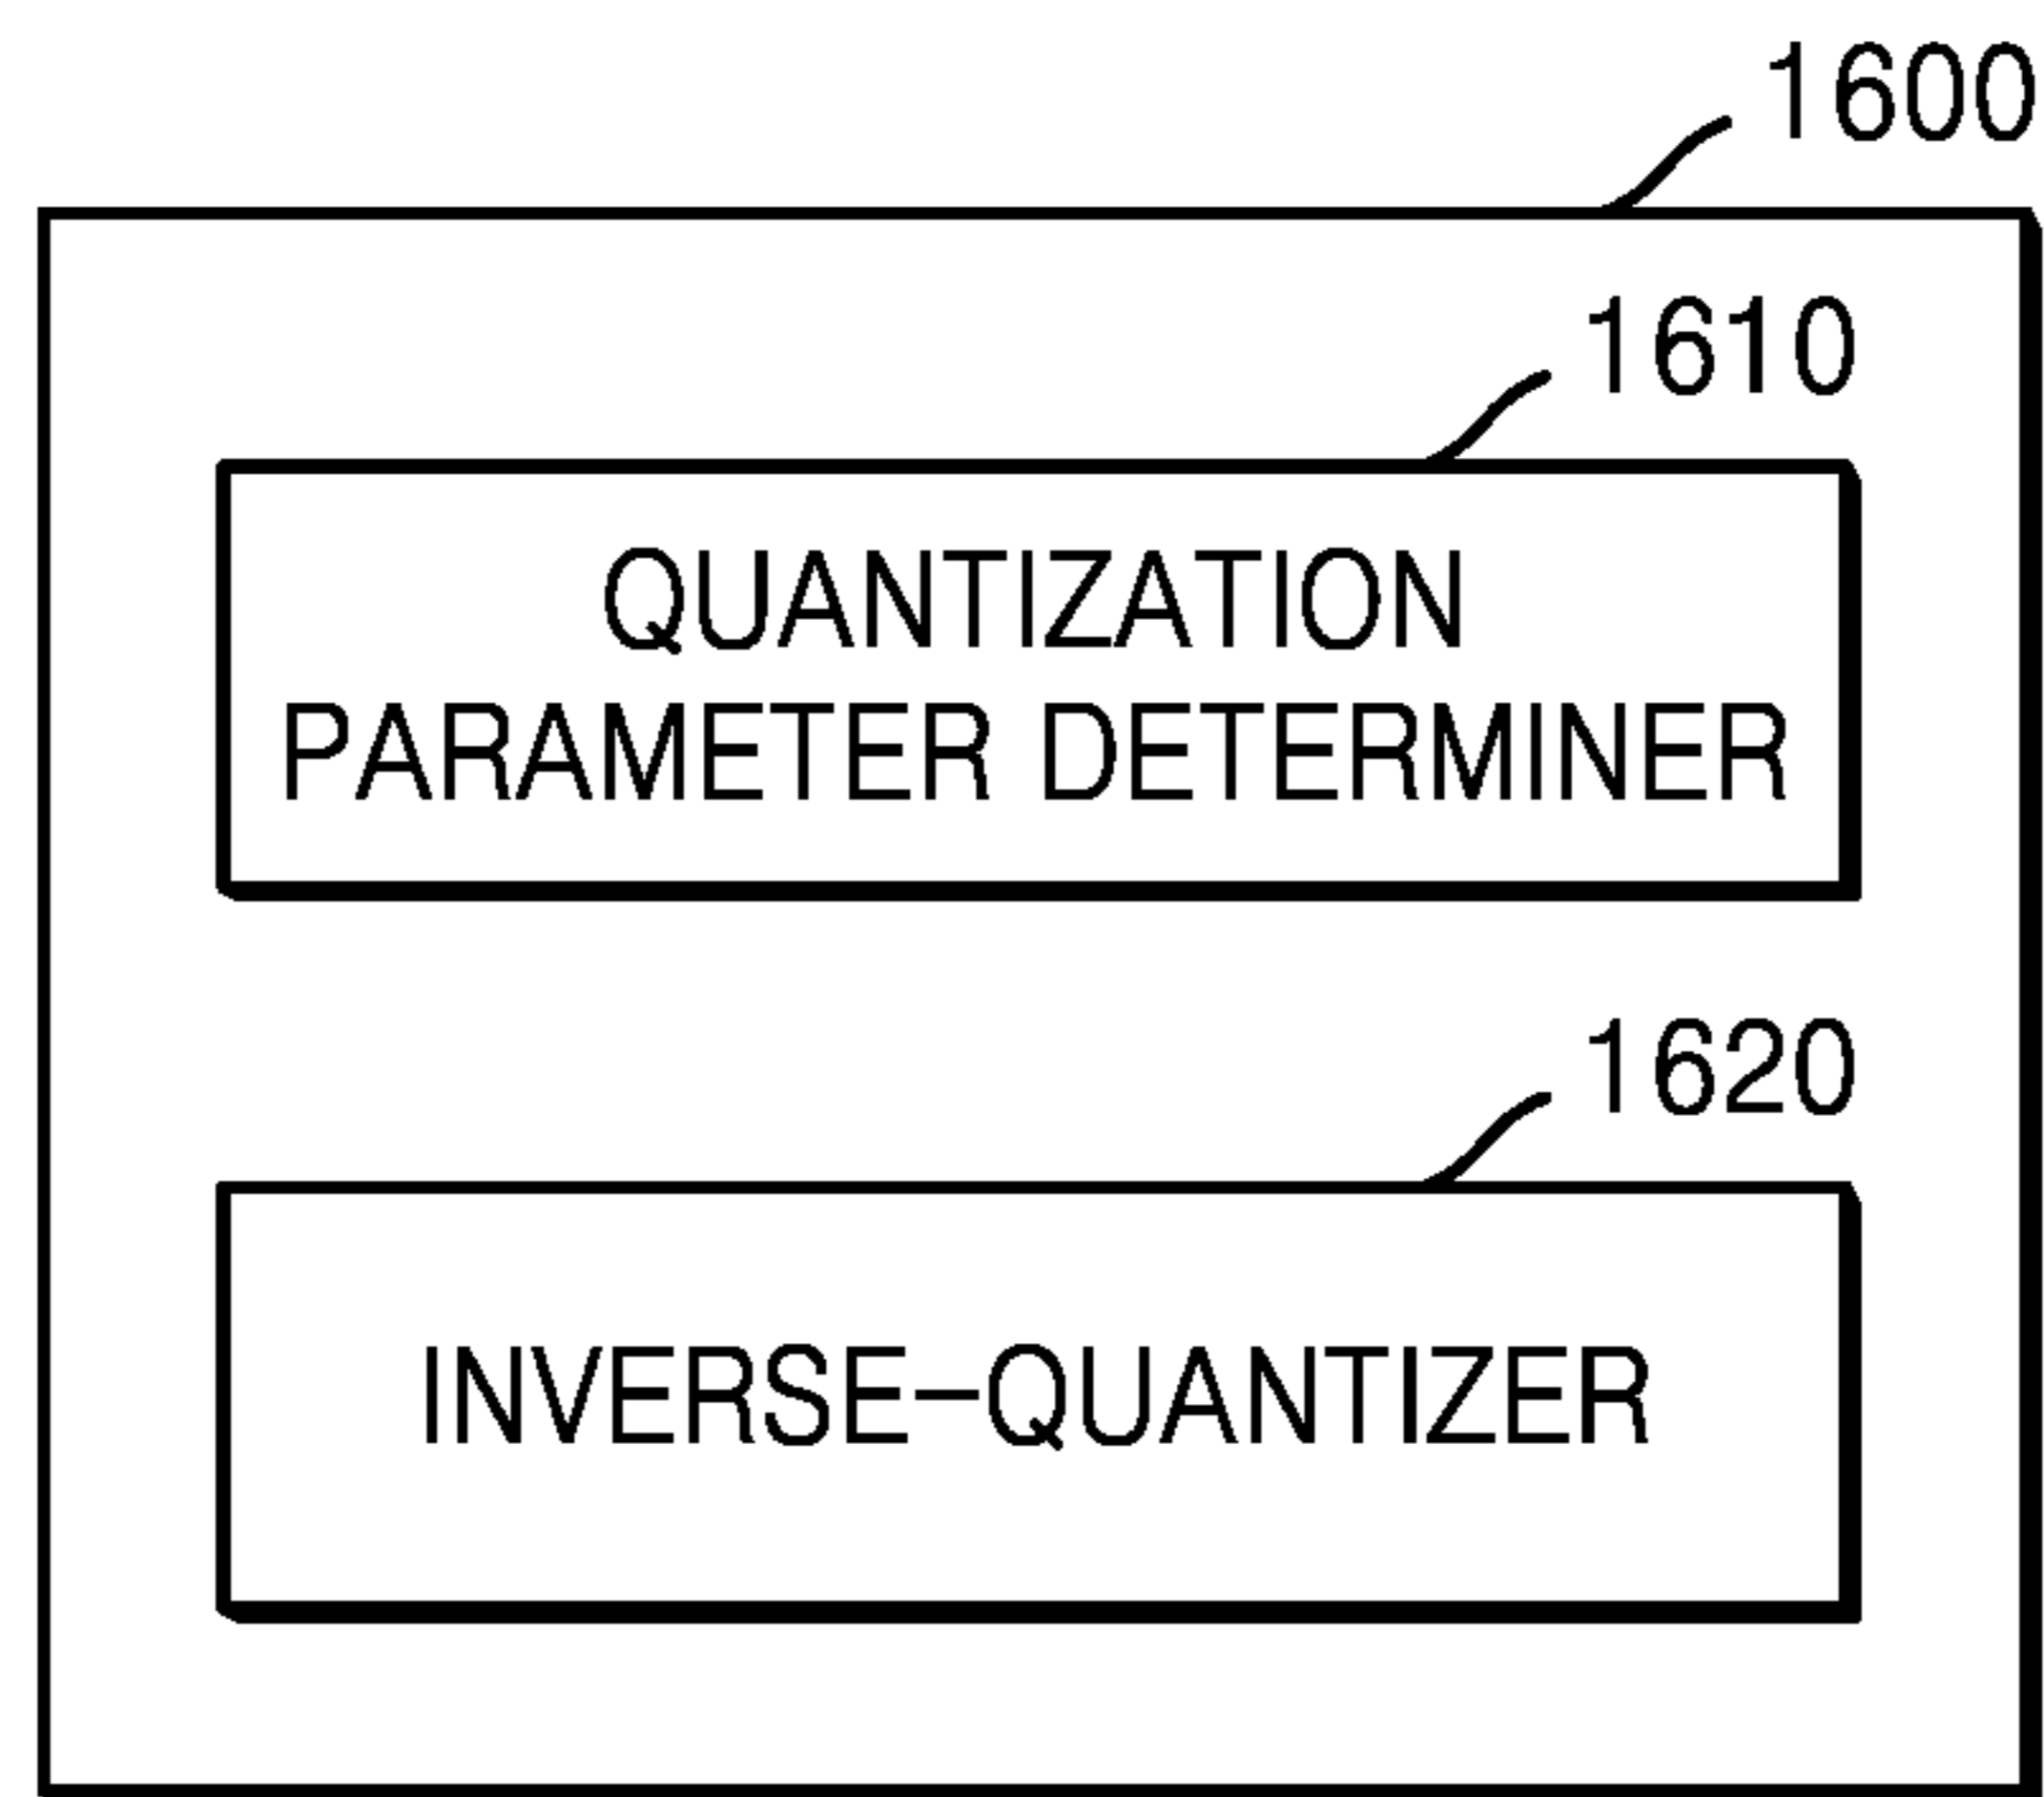 1600
1610
QUANTIZATION
PARAMETER DETERMINER
1620
INVERSE-QUANTIZER